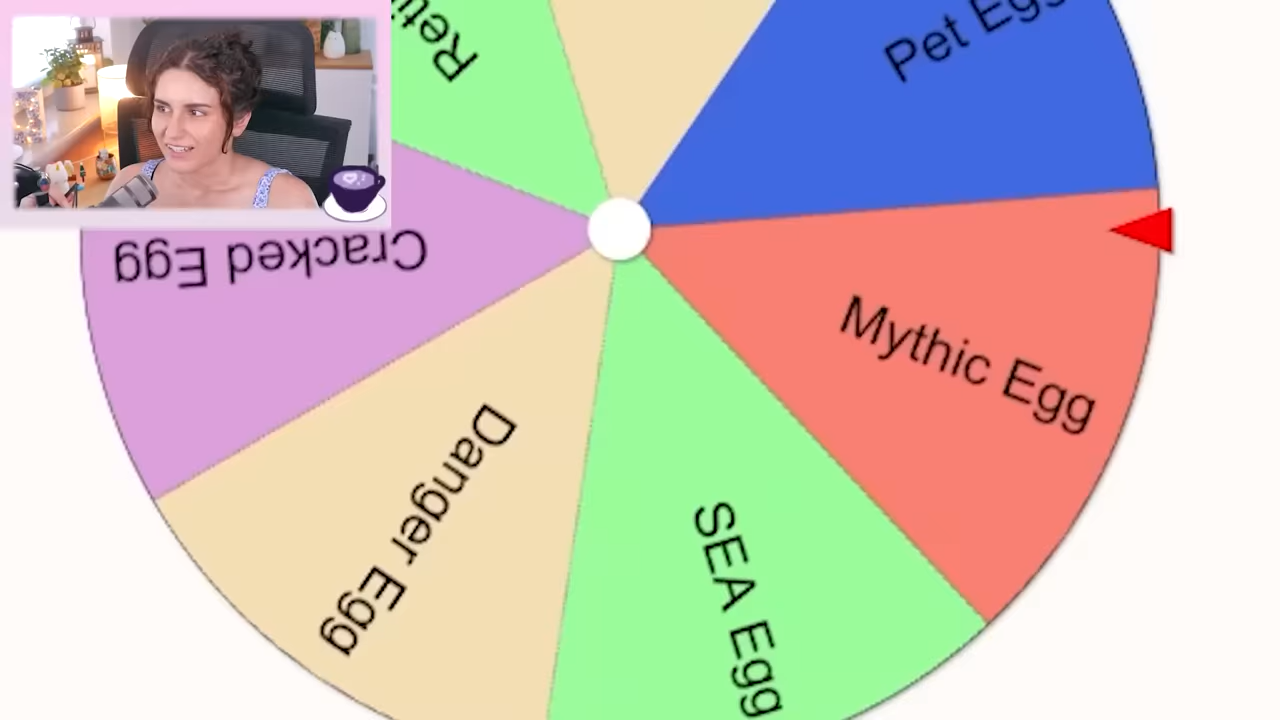 Pet Egg
Mythic Egg
SEA Egg
Danger Egg
Cracked Egg